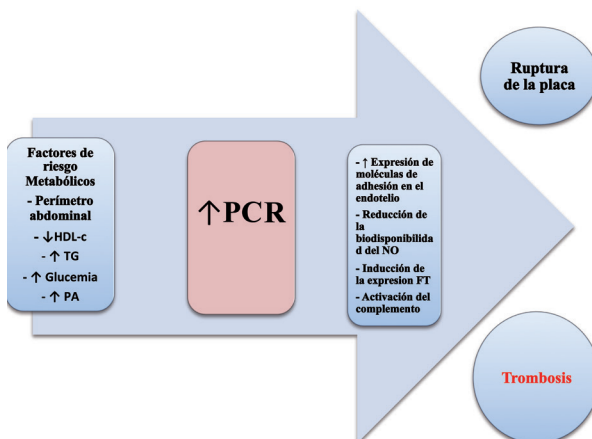 Factores de
riesgo
Metabólicos
- Perímetro
abdominal
- ↓HDL-c
- ↑ TG
- ↑ Glucemia
- ↑ PA
↑PCR
- ↑ Expresión de
moléculas de
adhesión en el
endotelio
- Reducción de
la
biodisponibilida
d del NO
- Inducción de
la expresion FT
- Activación del
complemento
Ruptura
de la placa
Trombosis